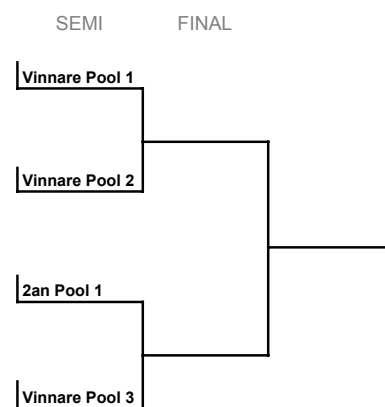 SEMI FINAL
Vinnare Pool 1
Vinnare Pool 2
2an Pool 1
Vinnare Pool 3